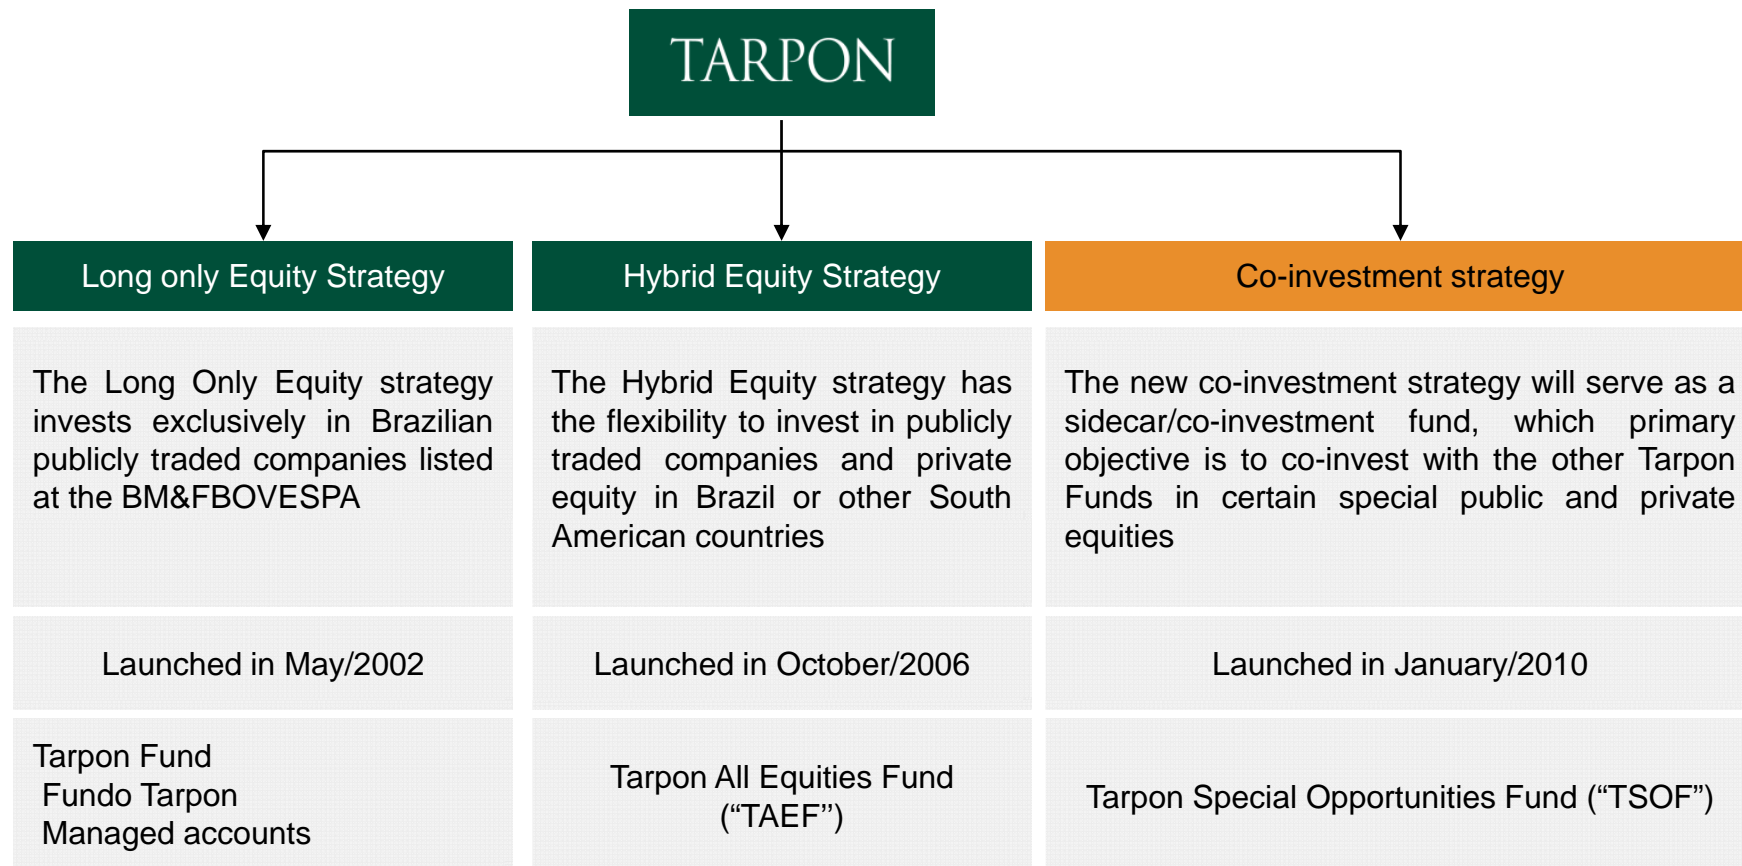 TARPON
Long only Equity Strategy
The Long Only Equity strategy
invests exclusively in Brazilian
publicly traded companies listed
at the BM&FBOVESPA
Launched in May/2002
Tarpon Fund
Fundo Tarpon
Managed accounts
Hybrid Equity Strategy
The Hybrid Equity strategy has
the flexibility to invest in publicly
traded companies and private
equity in Brazil or other South
American countries
Launched in October/2006
Tarpon All Equities Fund
(“TAEF”)
Co-investment strategy
The new co-investment strategy will serve as a
sidecar/co-investment fund, which primary
objective is to co-invest with the other Tarpon
Funds in certain special public and private
equities
Launched in January/2010
Tarpon Special Opportunities Fund (“TSOF”)